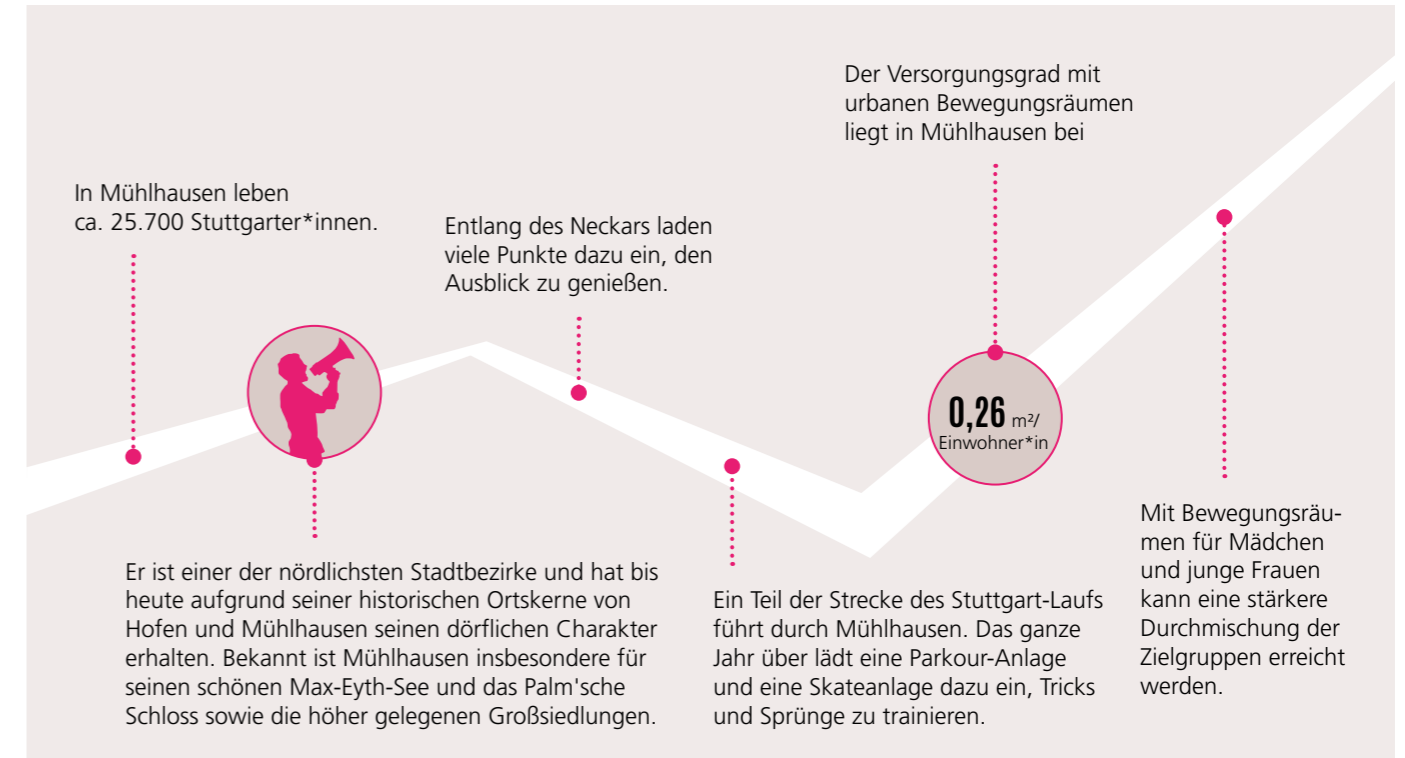 In Mühlhausen leben
ca. 25.700 Stuttgarter*innen.
Er ist einer der nördlichsten Stadtbezirke und hat bis
heute aufgrund seiner historischen Ortskerne von
Hofen und Mühlhausen seinen dörflichen Charakter
erhalten. Bekannt ist Mühlhausen insbesondere für
seinen schönen Max-Eyth-See und das Palm'sche
Schloss sowie die höher gelegenen Großsiedlungen.
Entlang des Neckars laden
viele Punkte dazu ein, den
Ausblick zu genießen.
Ein Teil der Strecke des Stuttgart-Laufs
führt durch Mühlhausen. Das ganze
Jahr über lädt eine Parkour-Anlage
und eine Skateanlage dazu ein, Tricks
und Sprünge zu trainieren.
Der Versorgungsgrad mit
urbanen Bewegungsräumen
liegt in Mühlhausen bei
0,26 m²/
Einwohner*in
Mit Bewegungsräu-
men für Mädchen
und junge Frauen
kann eine stärkere
Durchmischung der
Zielgruppen erreicht
werden.